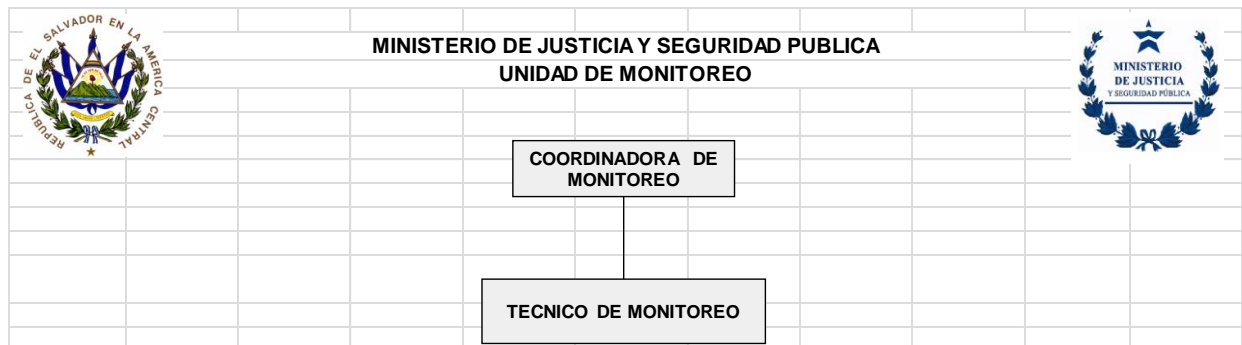 REPUBLICA DE EL SALVADOR EN LA AMERICA CENTRAL
MINISTERIO DE JUSTICIA Y SEGURIDAD PUBLICA
UNIDAD DE MONITOREO
MINISTERIO
DE JUSTICIA
Y SEGURIDAD PÚBLICA
COORDINADORA DE
MONITOREO
TECNICO DE MONITOREO